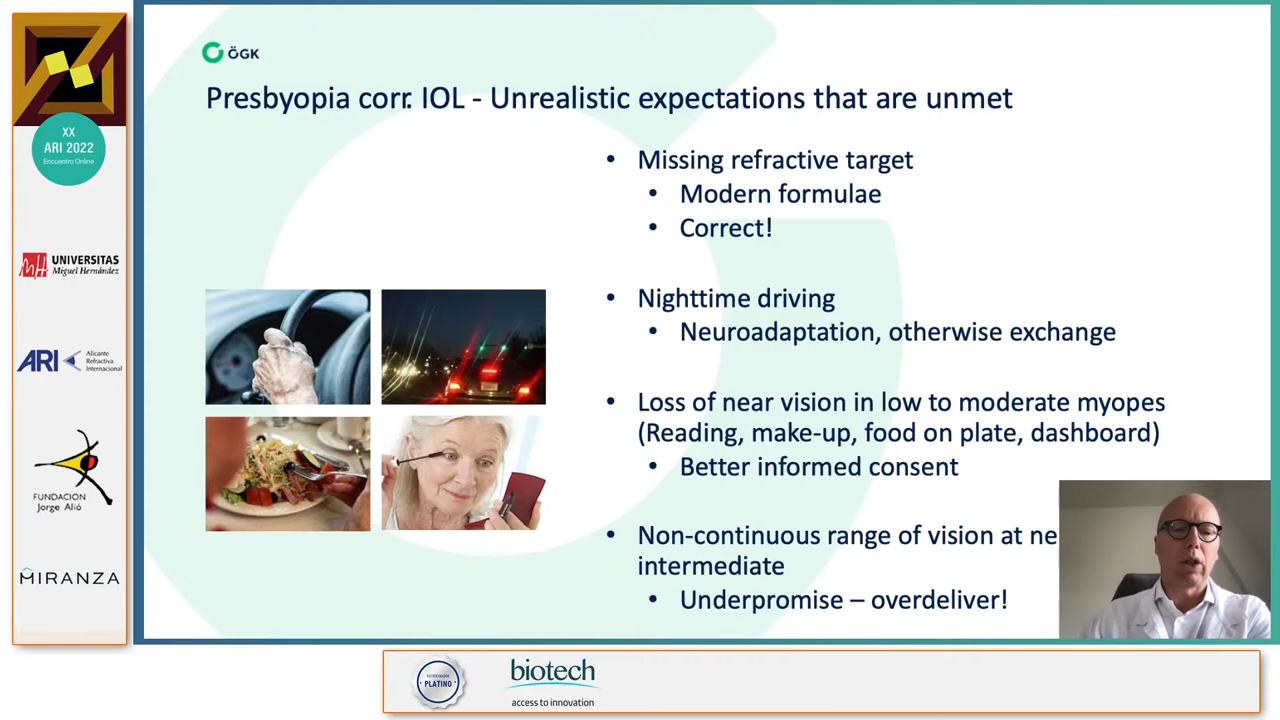 XX
ARI 2022
Encuentro Online
UNIVERSITAS
Miguel Hernández
ARI
Alicante
Refractiva
Internacional
FUNDACION
Jorge Alió
MIRANZA
ÖGK
Presbyopia corr. IOL - Unrealistic expectations that are unmet
• Missing refractive target
• Modern formulae
• Correct!
• Nighttime driving
• Neuroadaptation, otherwise exchange
• Loss of near vision in low to moderate myopes
(Reading, make-up, food on plate, dashboard)
• Better informed consent
• Non-continuous range of vision at
intermediate
• Underpromise – overdeliver!
PATROCINADOR
PLATINO
biotech
access to innovation